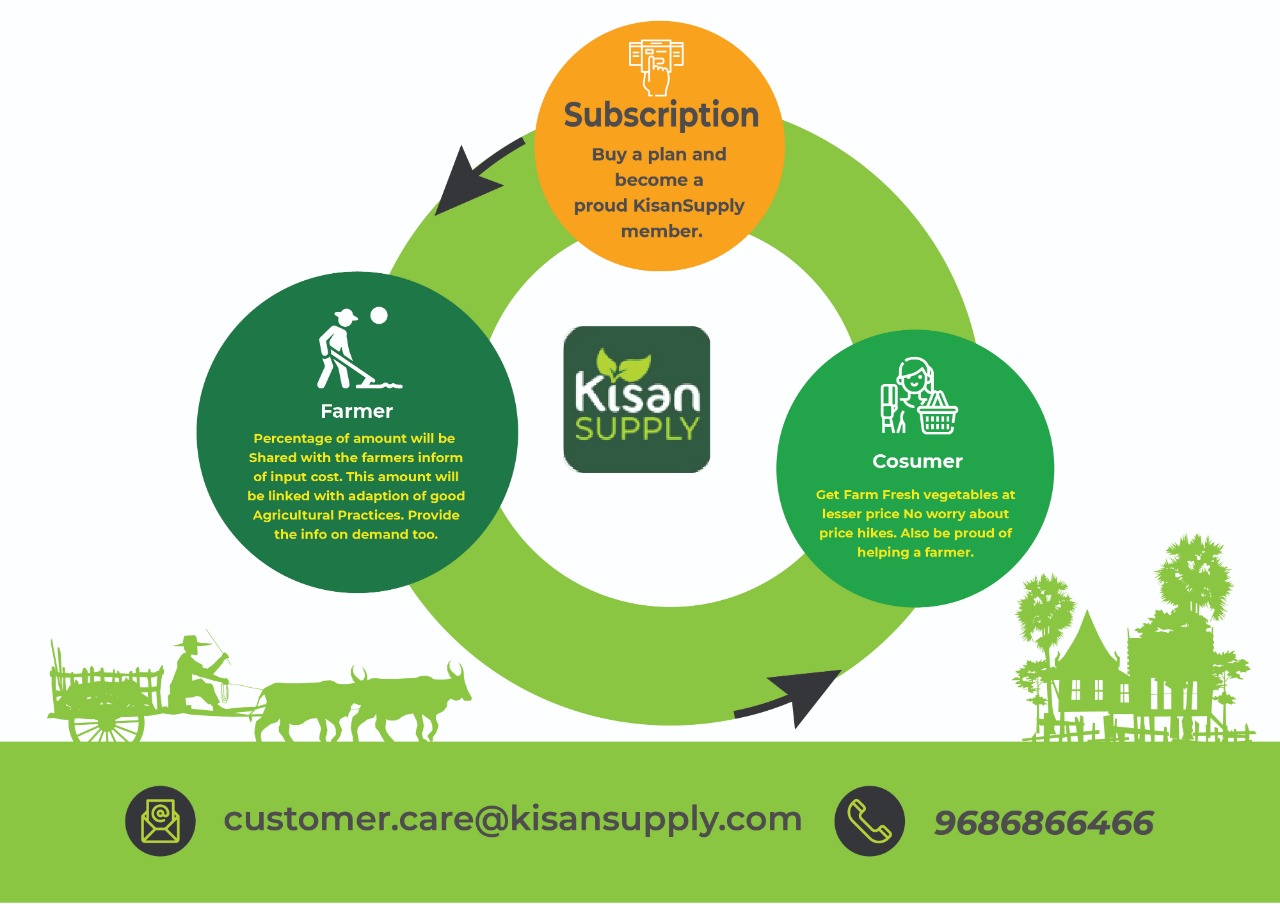 Subscription
Buy a plan and
become a
proud KisanSupply
member.
Farmer
Percentage of amount will be
Shared with the farmers inform
of input cost. This amount will
be linked with adaption of good
Agricultural Practices. Provide
the info on demand too.
Kisan
SUPPLY
Cosumer
Get Farm Fresh vegetables at
lesser price No worry about
price hikes. Also be proud of
helping a farmer.
customer.care@kisansupply.com
9686866466